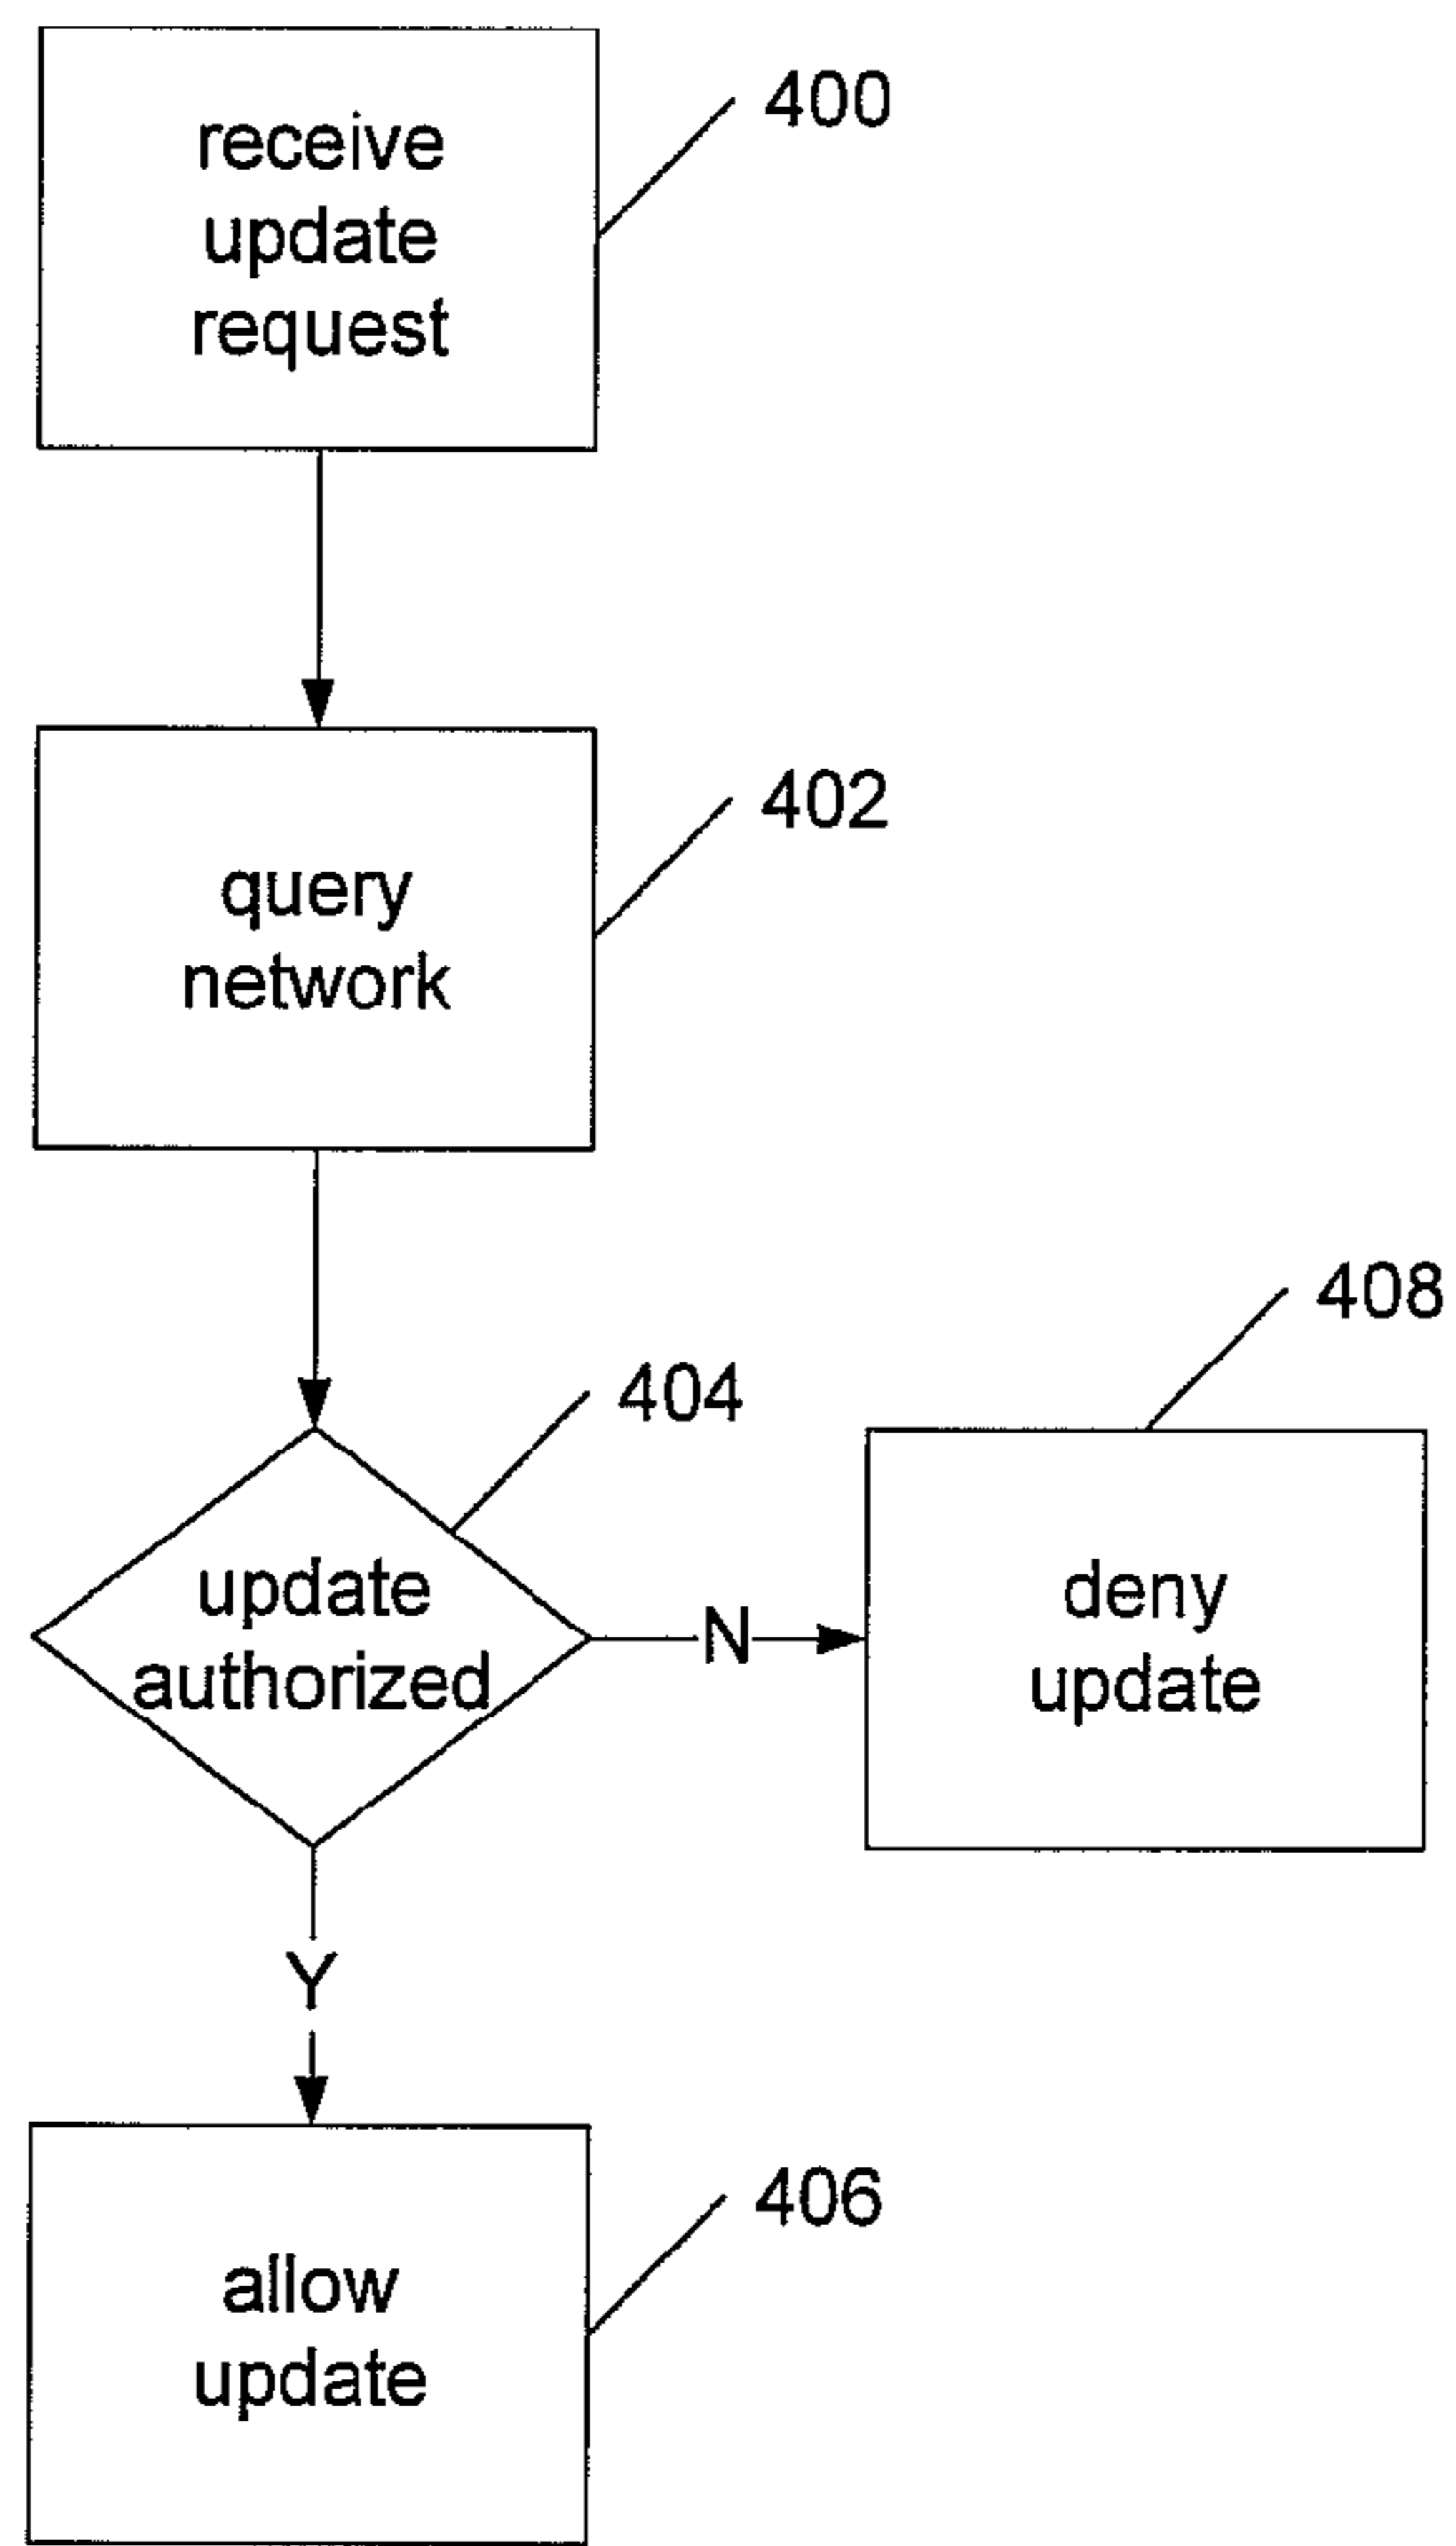 400
receive
update
request
402
query
network
408
404
update
authorized
N
deny
update
Y
406
allow
update